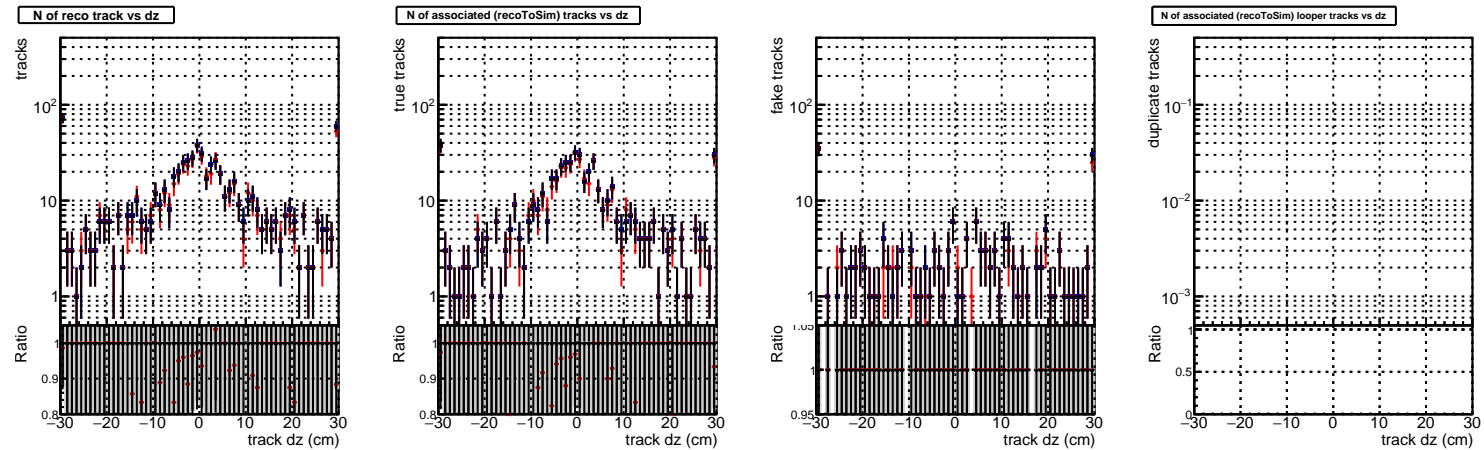 N of reco track vs dz
tracks
10²
10
1
Ratio
1
0.9
0.8
−30 −20 −10 0 10 20 30
track dz (cm)
N of associated (recoToSim) tracks vs dz
true tracks
10²
10
1
Ratio
1
0.9
0.8
−30 −20 −10 0 10 20 30
track dz (cm)
fake tracks
10²
10
1
Ratio
1.05
1
0.95
−30 −20 −10 0 10 20 30
track dz (cm)
N of associated (recoToSim) looper tracks vs dz
duplicate tracks
10⁻¹
10⁻²
10⁻³
Ratio
1
0.5
0
−30 −20 −10 0 10 20 30
track dz (cm)